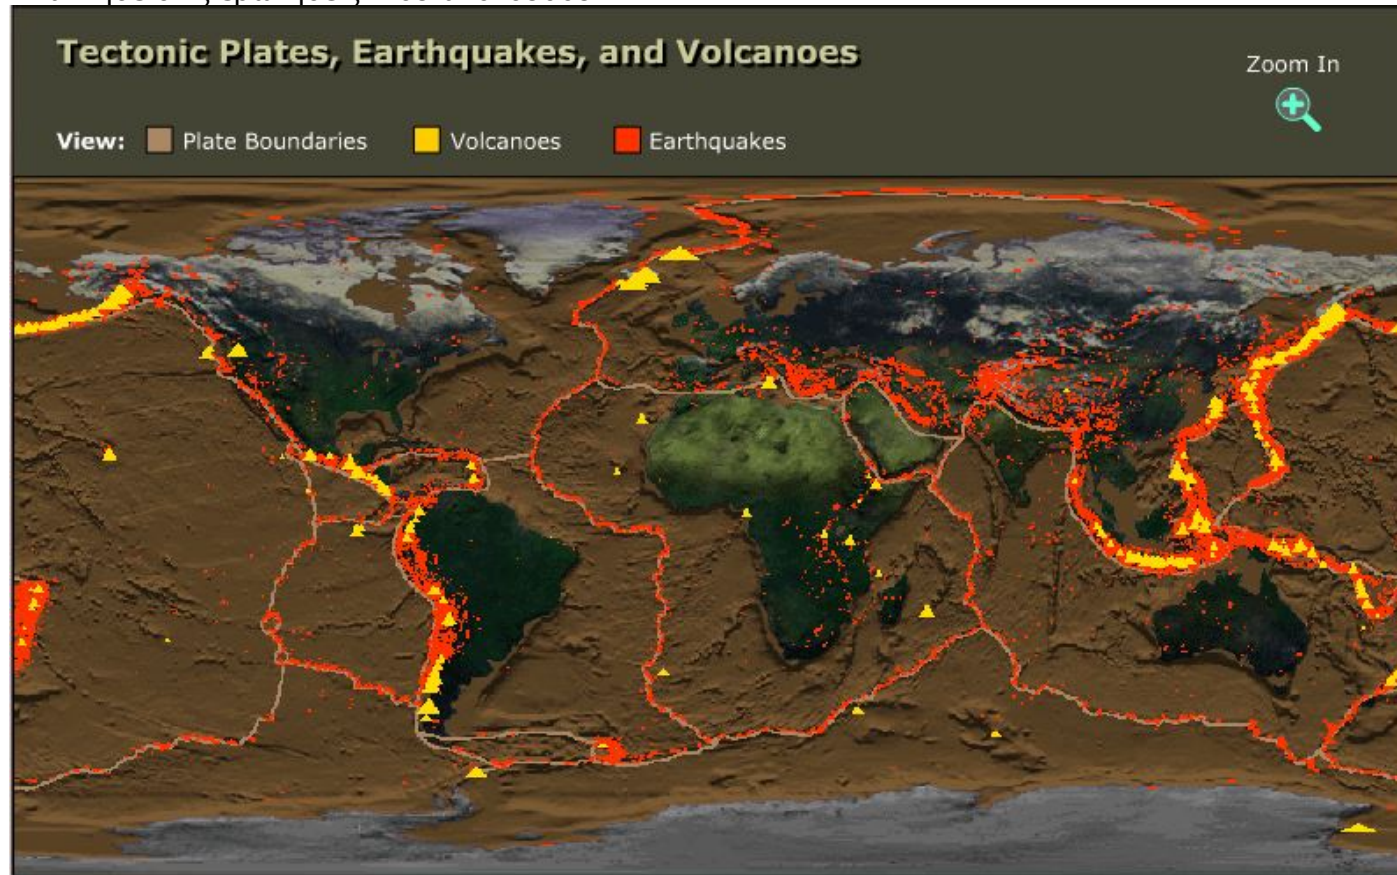 Tectonic Plates, Earthquakes, and Volcanoes
Zoom In
View: Plate Boundaries Volcanoes Earthquakes